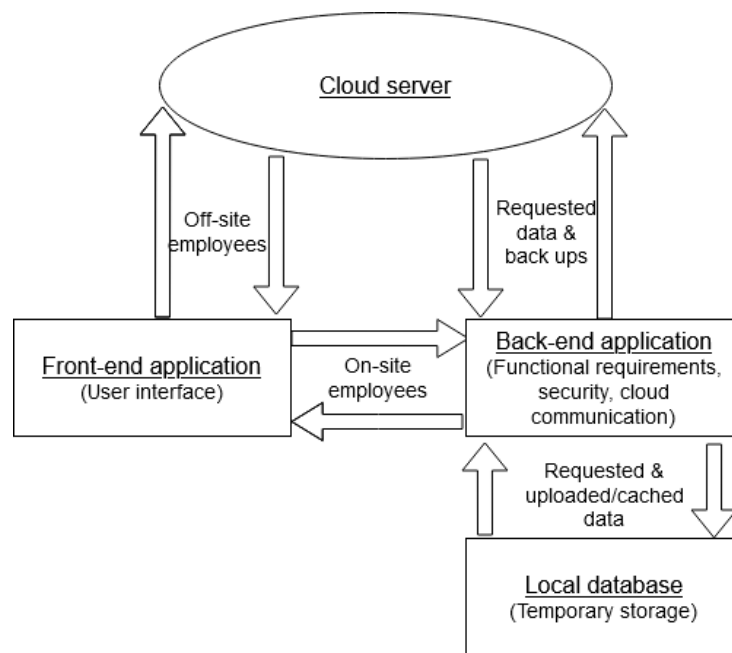 Cloud server
Off-site
employees
Requested
data &
back ups
Front-end application
(User interface)
On-site
employees
Back-end application
(Functional requirements,
security, cloud
communication)
Requested &
uploaded/cached
data
Local database
(Temporary storage)